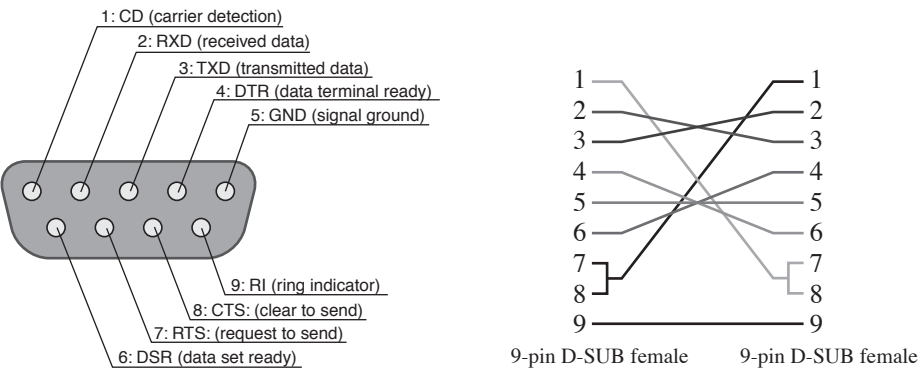 1: CD (carrier detection)
2: RXD (received data)
3: TXD (transmitted data)
4: DTR (data terminal ready)
5: GND (signal ground)
9: RI (ring indicator)
8: CTS: (clear to send)
7: RTS: (request to send)
6: DSR (data set ready)
1 1
2 2
3 3
4 4
5 5
6 6
7 7
8 8
9 9
9-pin D-SUB female 9-pin D-SUB female